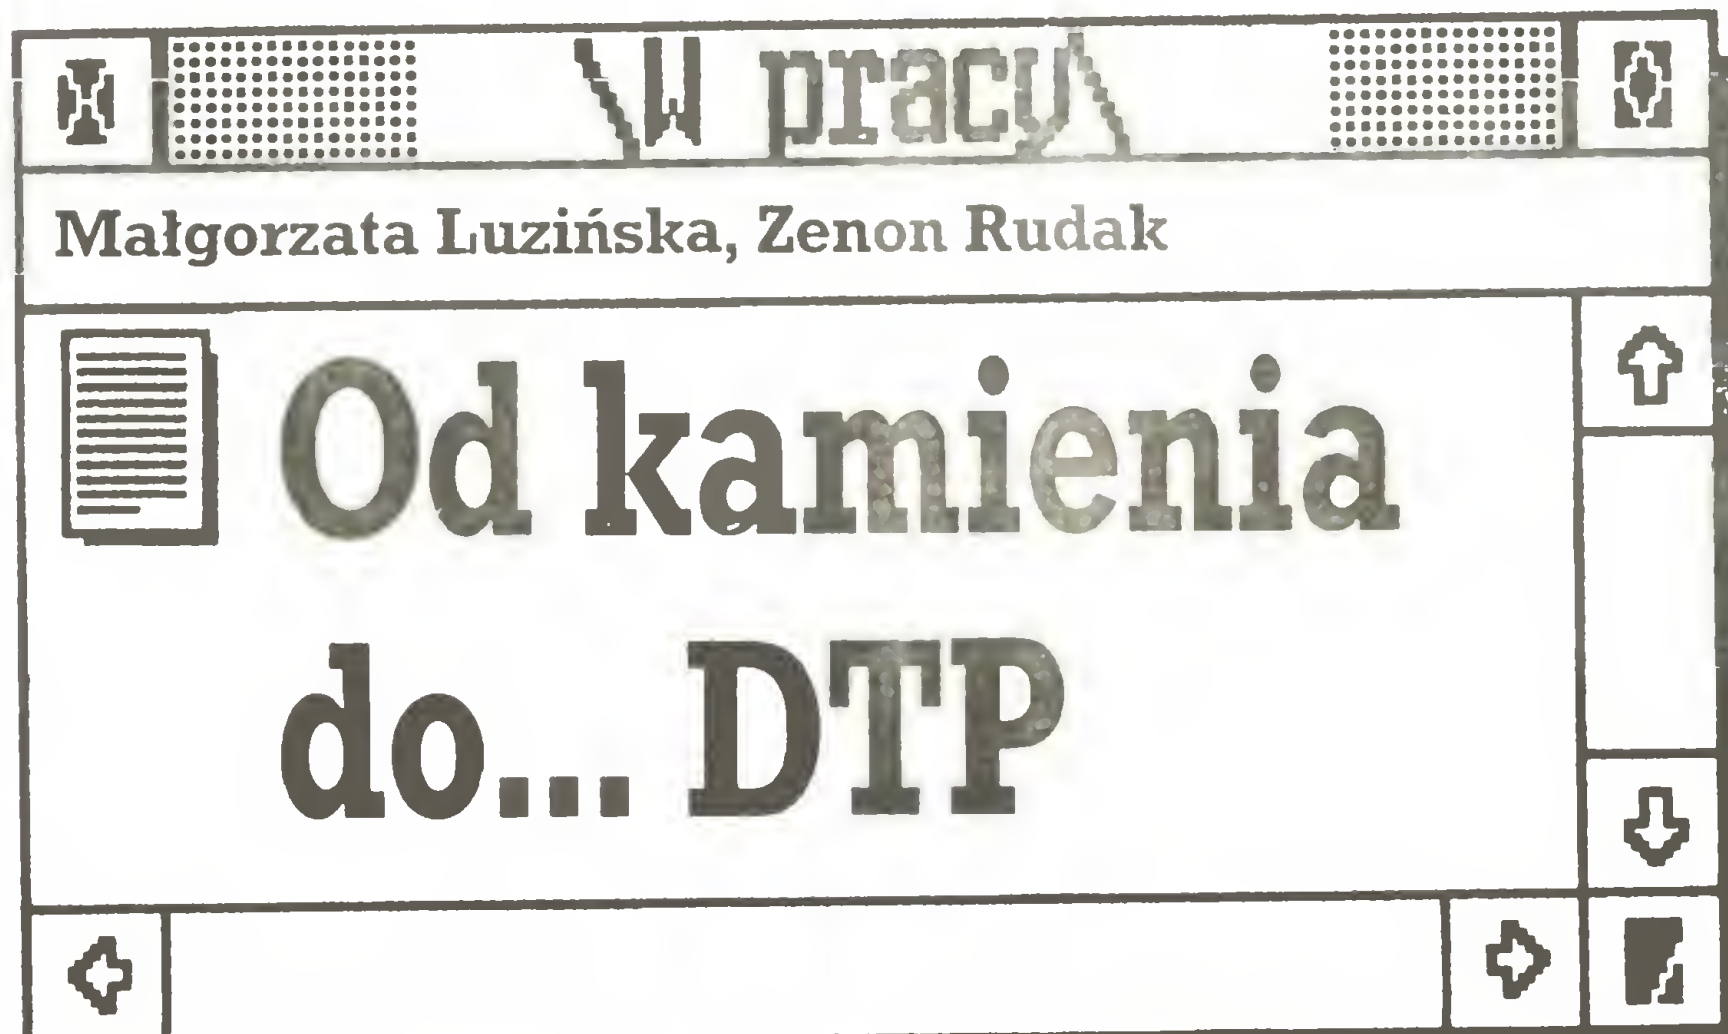 \W pracy\
Małgorzata Luzińska, Zenon Rudak
Od kamienia
do... DTP